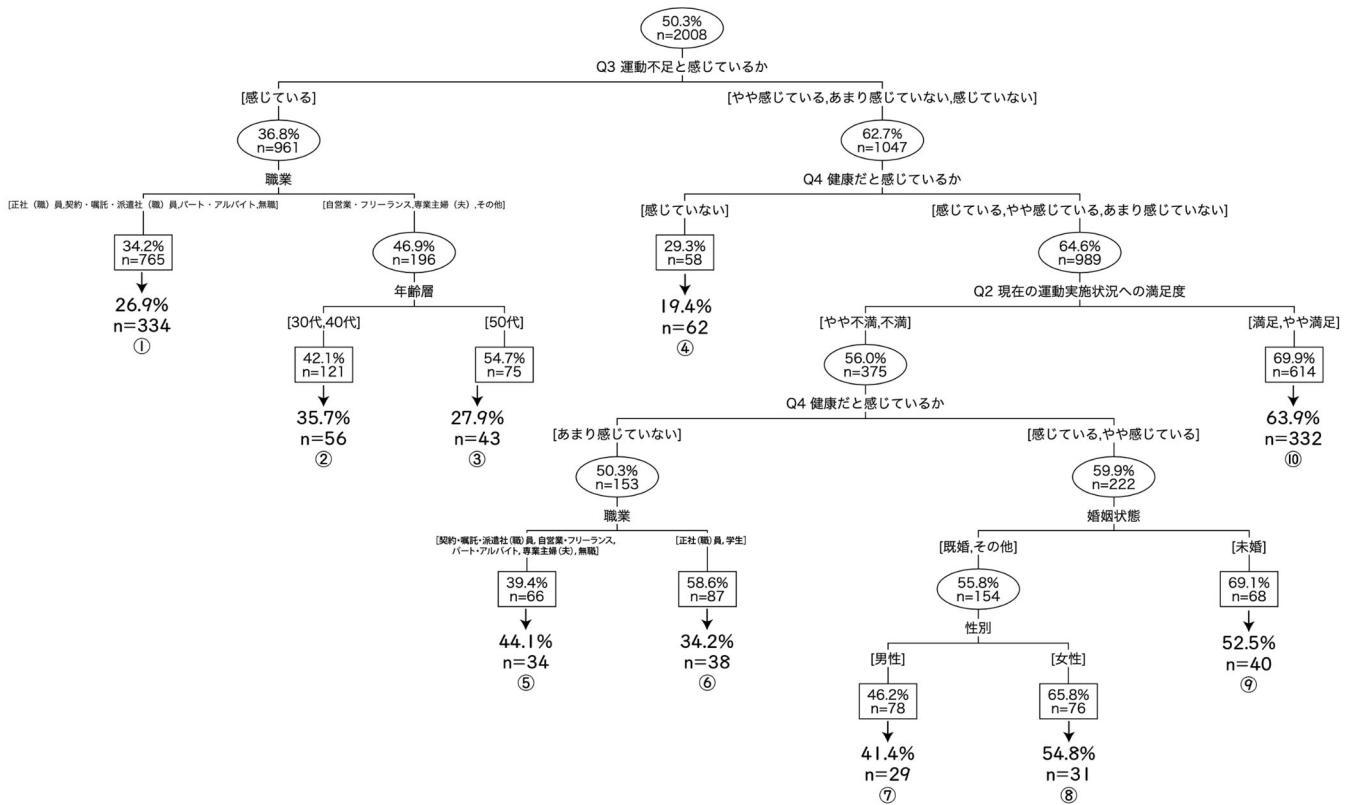 50.3%
n=2008
Q3 運動不足と感じているか
[感じている]
[やや感じている,あまり感じていない,感じていない]
36.8%
n=961
62.7%
n=1047
職業
Q4 健康だと感じているか
[正社（職）員,契約・嘱託・派遣社（職）員,パート・アルバイト,無職]
[自営業・フリーランス,専業主婦（夫）,その他]
[感じていない]
[感じている,やや感じている,あまり感じていない]
34.2%
n=765
46.9%
n=196
29.3%
n=58
64.6%
n=989
26.9%
n=334
①
年齢層
19.4%
n=62
④
Q2 現在の運動実施状況への満足度
[30代,40代]
[50代]
[やや不満,不満]
[満足,やや満足]
42.1%
n=121
54.7%
n=75
56.0%
n=375
69.9%
n=614
35.7%
n=56
②
27.9%
n=43
③
Q4 健康だと感じているか
63.9%
n=332
⑩
[あまり感じていない]
[感じている,やや感じている]
50.3%
n=153
59.9%
n=222
職業
婚姻状態
[契約・嘱託・派遣社(職)員, 自営業・フリーランス,
パート・アルバイト, 専業主婦(夫), 無職]
[正社(職)員, 学生]
[既婚,その他]
[未婚]
39.4%
n=66
58.6%
n=87
55.8%
n=154
69.1%
n=68
44.1%
n=34
⑤
34.2%
n=38
⑥
性別
52.5%
n=40
⑨
[男性]
[女性]
46.2%
n=78
65.8%
n=76
41.4%
n=29
⑦
54.8%
n=31
⑧